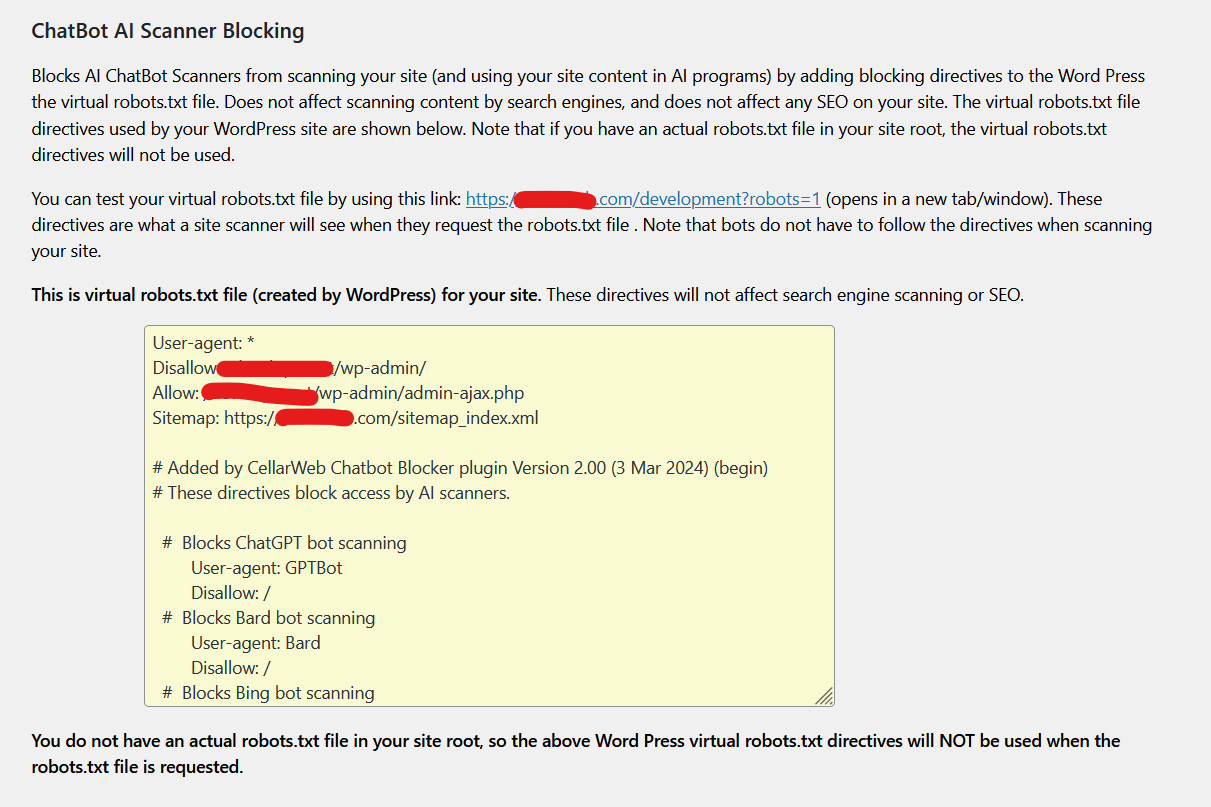 ChatBot AI Scanner Blocking
Blocks AI ChatBot Scanners from scanning your site (and using your site content in AI programs) by adding blocking directives to the Word Press
the virtual robots.txt file. Does not affect scanning content by search engines, and does not affect any SEO on your site. The virtual robots.txt file
directives used by your WordPress site are shown below. Note that if you have an actual robots.txt file in your site root, the virtual robots.txt
directives will not be used.
You can test your virtual robots.txt file by using this link: https:/ .com/development?robots=1 (opens in a new tab/window). These
directives are what a site scanner will see when they request the robots.txt file . Note that bots do not have to follow the directives when scanning
your site.
This is virtual robots.txt file (created by WordPress) for your site. These directives will not affect search engine scanning or SEO.
User-agent: *
Disallow /wp-admin/
Allow: /wp-admin/admin-ajax.php
Sitemap: https:/ .com/sitemap_index.xml
# Added by CellarWeb Chatbot Blocker plugin Version 2.00 (3 Mar 2024) (begin)
# These directives block access by AI scanners.
# Blocks ChatGPT bot scanning
User-agent: GPTBot
Disallow: /
# Blocks Bard bot scanning
User-agent: Bard
Disallow: /
# Blocks Bing bot scanning
You do not have an actual robots.txt file in your site root, so the above Word Press virtual robots.txt directives will NOT be used when the
robots.txt file is requested.